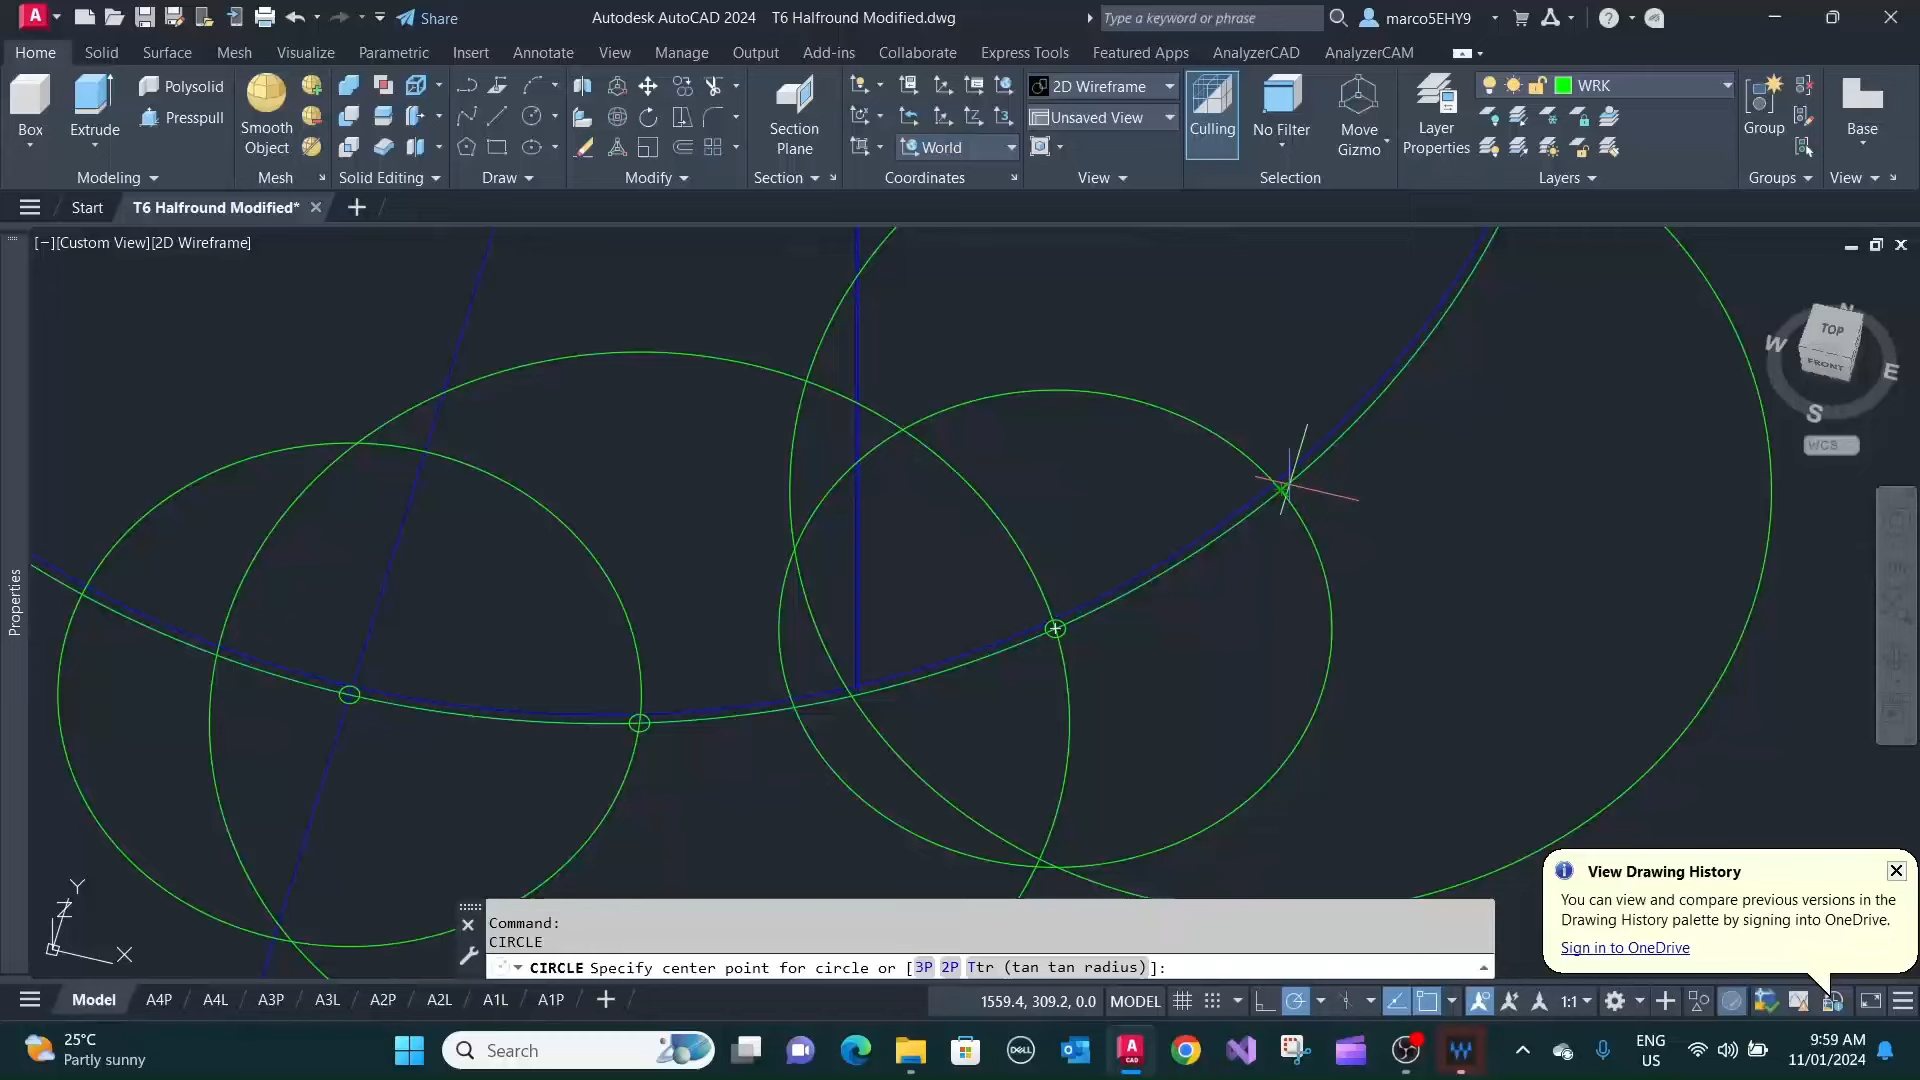 Share
Autodesk AutoCAD 2024 T6 Halfround Modified.dwg
Type a keyword or phrase
marco5EHY9
Home Solid Surface Mesh Visualize Parametric Insert Annotate View Manage Output Add-ins Collaborate Express Tools Featured Apps AnalyzerCAD AnalyzerCAM
Box
Extrude
Polysolid
Presspull
Smooth
Object
Section
Plane
World
2D Wireframe
Unsaved View
Culling
No Filter
Move
Gizmo
Layer
Properties
WRK
Group
Base
Modeling Mesh Solid Editing Draw Modify Section Coordinates View Selection Layers Groups View
Start T6 Halfround Modified*
[−][Custom View][2D Wireframe]
N
W
TOP
FRONT
E
S
WCS
Properties
Y
Z
X
View Drawing History
You can view and compare previous versions in the
Drawing History palette by signing into OneDrive.
Sign in to OneDrive
Command:
CIRCLE
CIRCLE Specify center point for circle or [3P 2P Ttr (tan tan radius)]:
Model A4P A4L A3P A3L A2P A2L A1L A1P
1559.4, 309.2, 0.0 MODEL 1:1
25°C
Partly sunny
Search
DELL
A
CAD
ENG
US
9:59 AM
11/01/2024